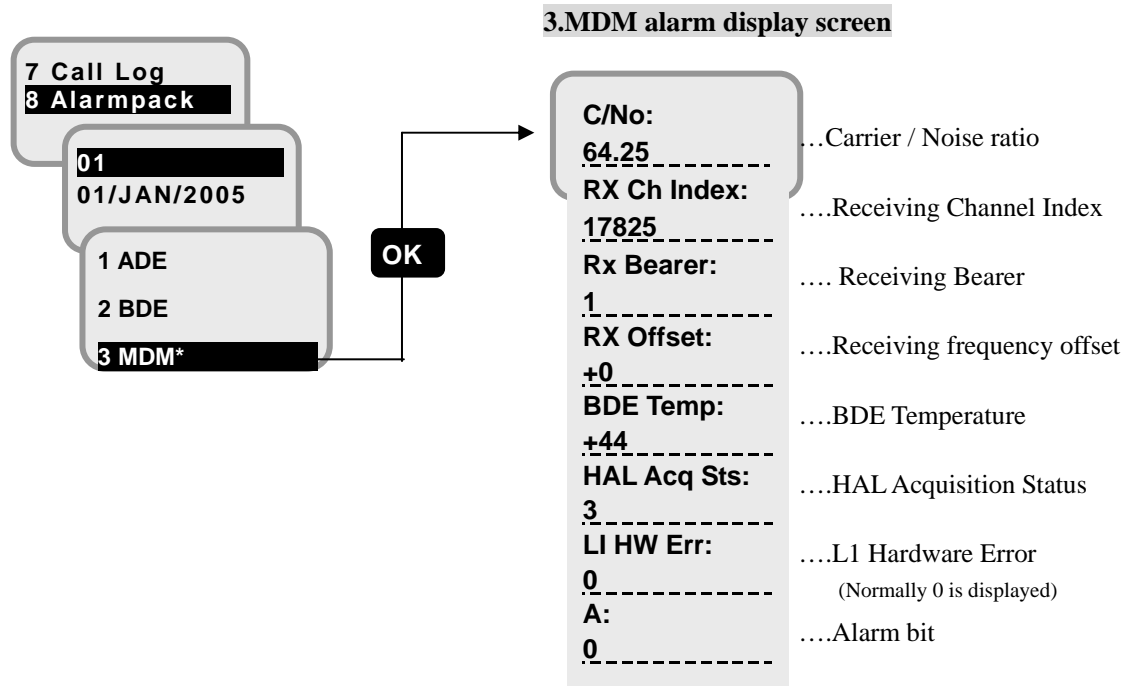 3.MDM alarm display screen
7 Call Log
8 Alarmpack
01
01/JAN/2005
1 ADE
2 BDE
3 MDM*
OK
C/No:
64.25
…Carrier / Noise ratio
RX Ch Index:
17825
….Receiving Channel Index
Rx Bearer:
1
…. Receiving Bearer
RX Offset:
+0
….Receiving frequency offset
BDE Temp:
+44
….BDE Temperature
HAL Acq Sts:
3
….HAL Acquisition Status
LI HW Err:
0
….L1 Hardware Error
(Normally 0 is displayed)
A:
0
….Alarm bit